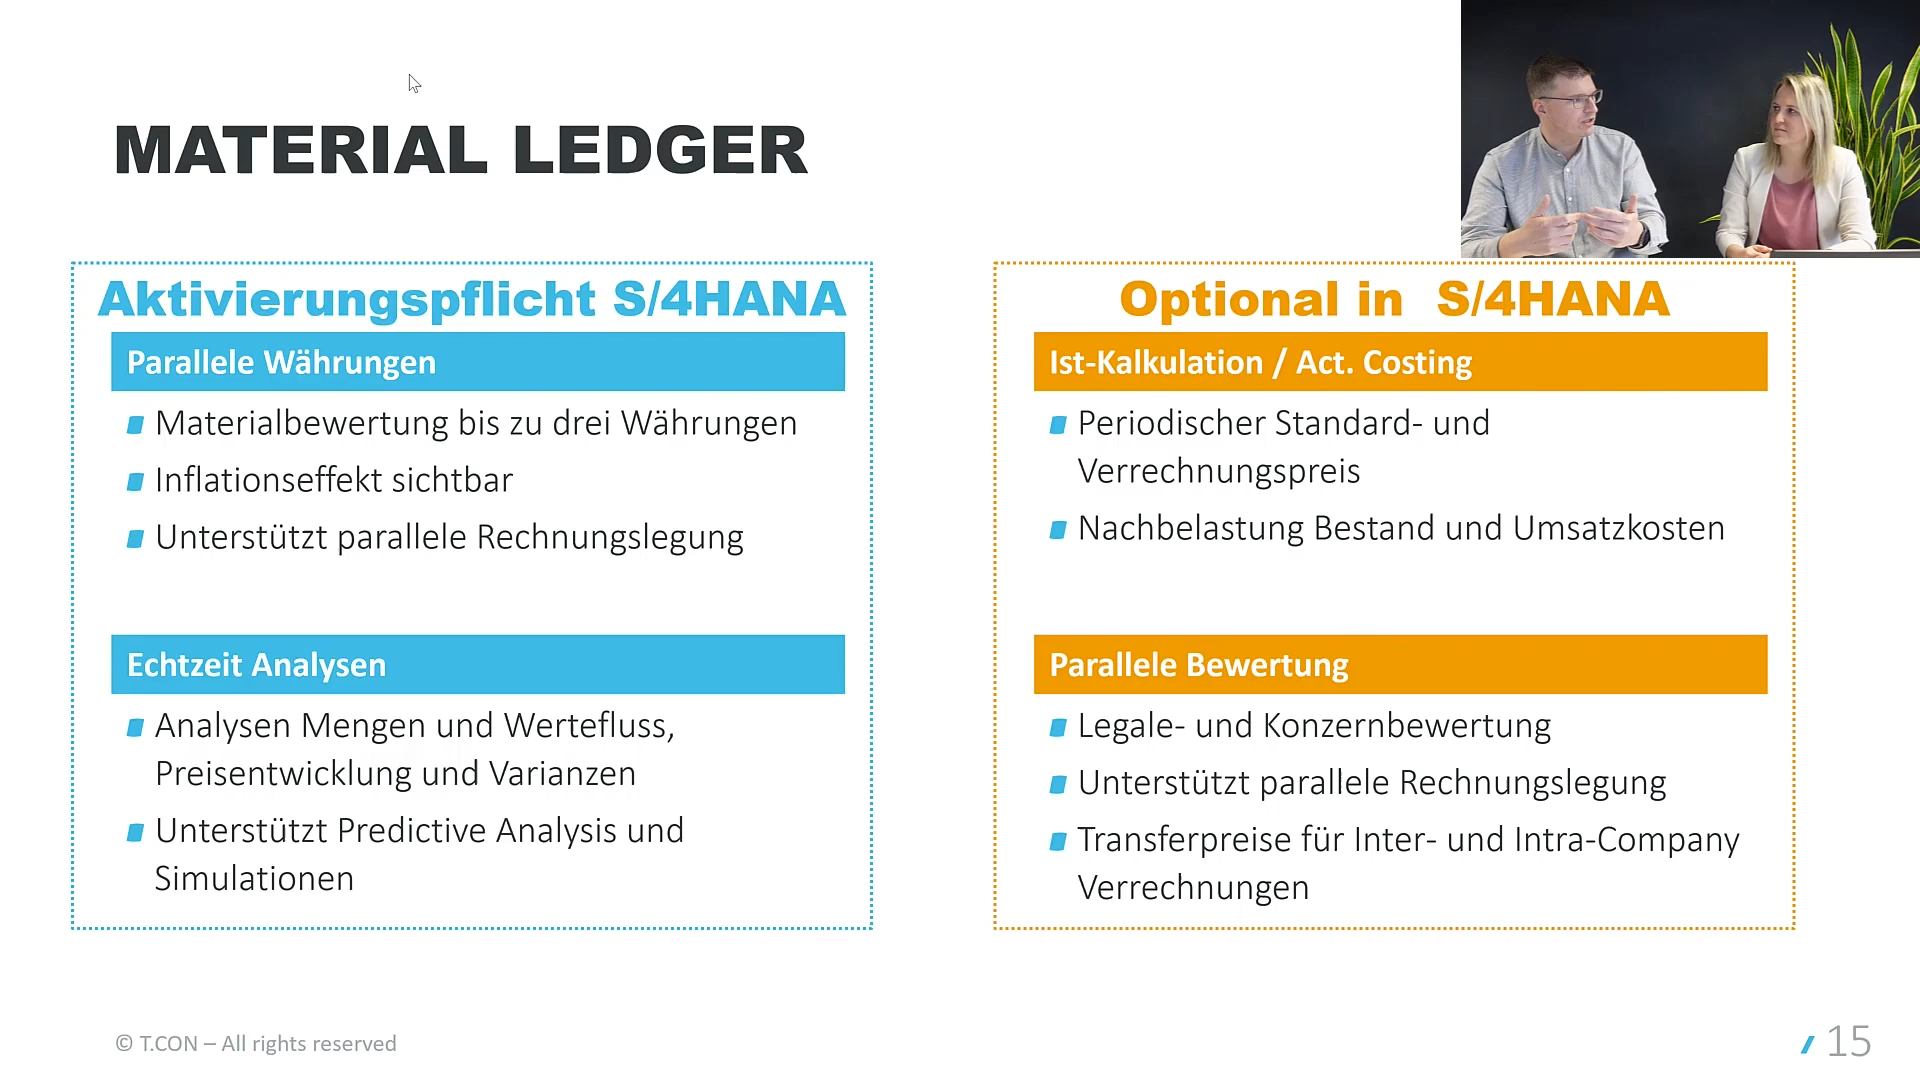 MATERIAL LEDGER
Aktivierungspflicht S/4HANA
Parallele Währungen
Materialbewertung bis zu drei Währungen
Inflationseffekt sichtbar
Unterstützt parallele Rechnungslegung
Echtzeit Analysen
Analysen Mengen und Wertefluss,
Preisentwicklung und Varianzen
Unterstützt Predictive Analysis und
Simulationen
Optional in S/4HANA
Ist-Kalkulation / Act. Costing
Periodischer Standard- und
Verrechnungspreis
Nachbelastung Bestand und Umsatzkosten
Parallele Bewertung
Legale- und Konzernbewertung
Unterstützt parallele Rechnungslegung
Transferpreise für Inter- und Intra-Company
Verrechnungen
© T.CON – All rights reserved
15